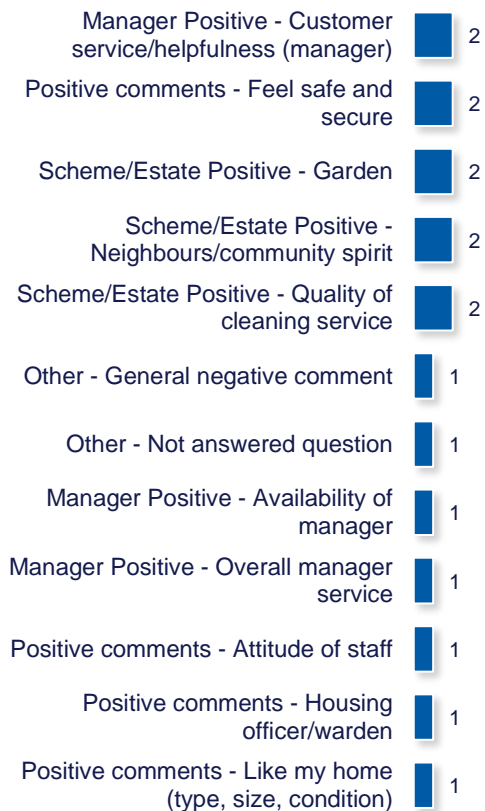 Manager Positive - Customer
service/helpfulness (manager)
2
Positive comments - Feel safe and
secure
2
Scheme/Estate Positive - Garden
2
Scheme/Estate Positive -
Neighbours/community spirit
2
Scheme/Estate Positive - Quality of
cleaning service
2
Other - General negative comment
1
Other - Not answered question
1
Manager Positive - Availability of
manager
1
Manager Positive - Overall manager
service
1
Positive comments - Attitude of staff
1
Positive comments - Housing
officer/warden
1
Positive comments - Like my home
(type, size, condition)
1